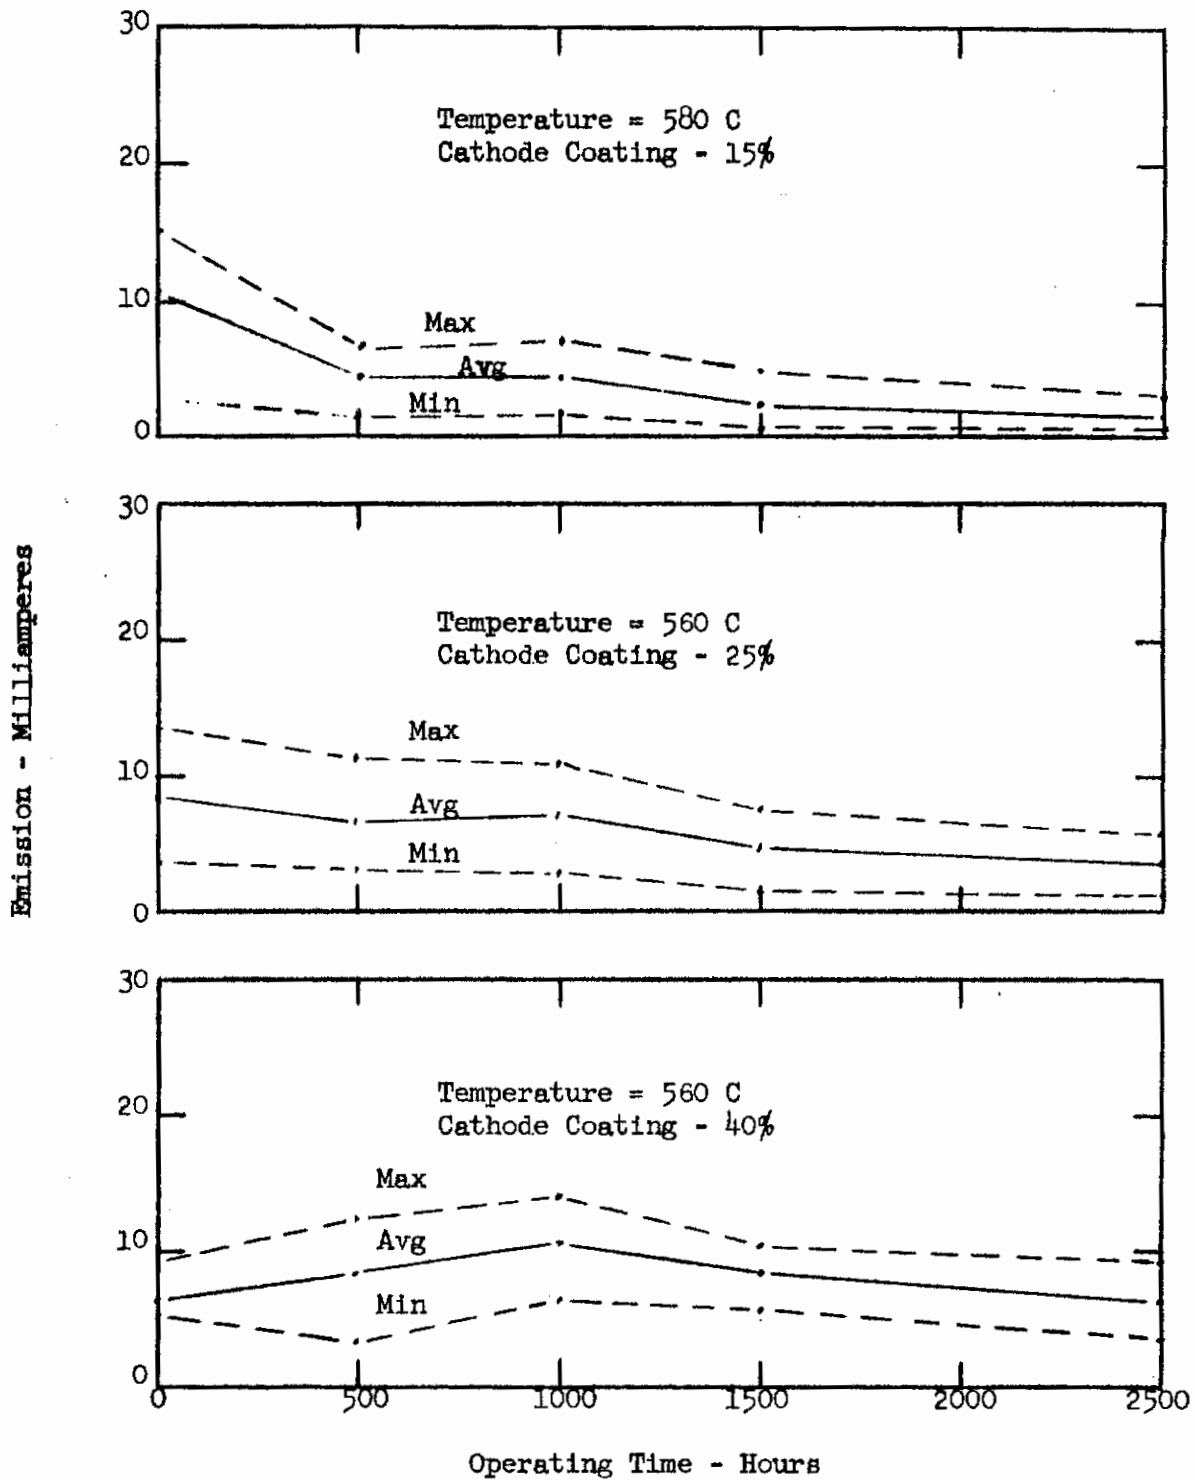 30
Temperature = 580 C
Cathode Coating - 15%
20
10
Max
Avg
Min
0
Emission - Milliamperes
30
Temperature = 560 C
Cathode Coating - 25%
20
Max
10
Avg
Min
0
30
Temperature = 560 C
Cathode Coating - 40%
20
Max
10
Avg
Min
0
0 500 1000 1500 2000 2500
Operating Time - Hours